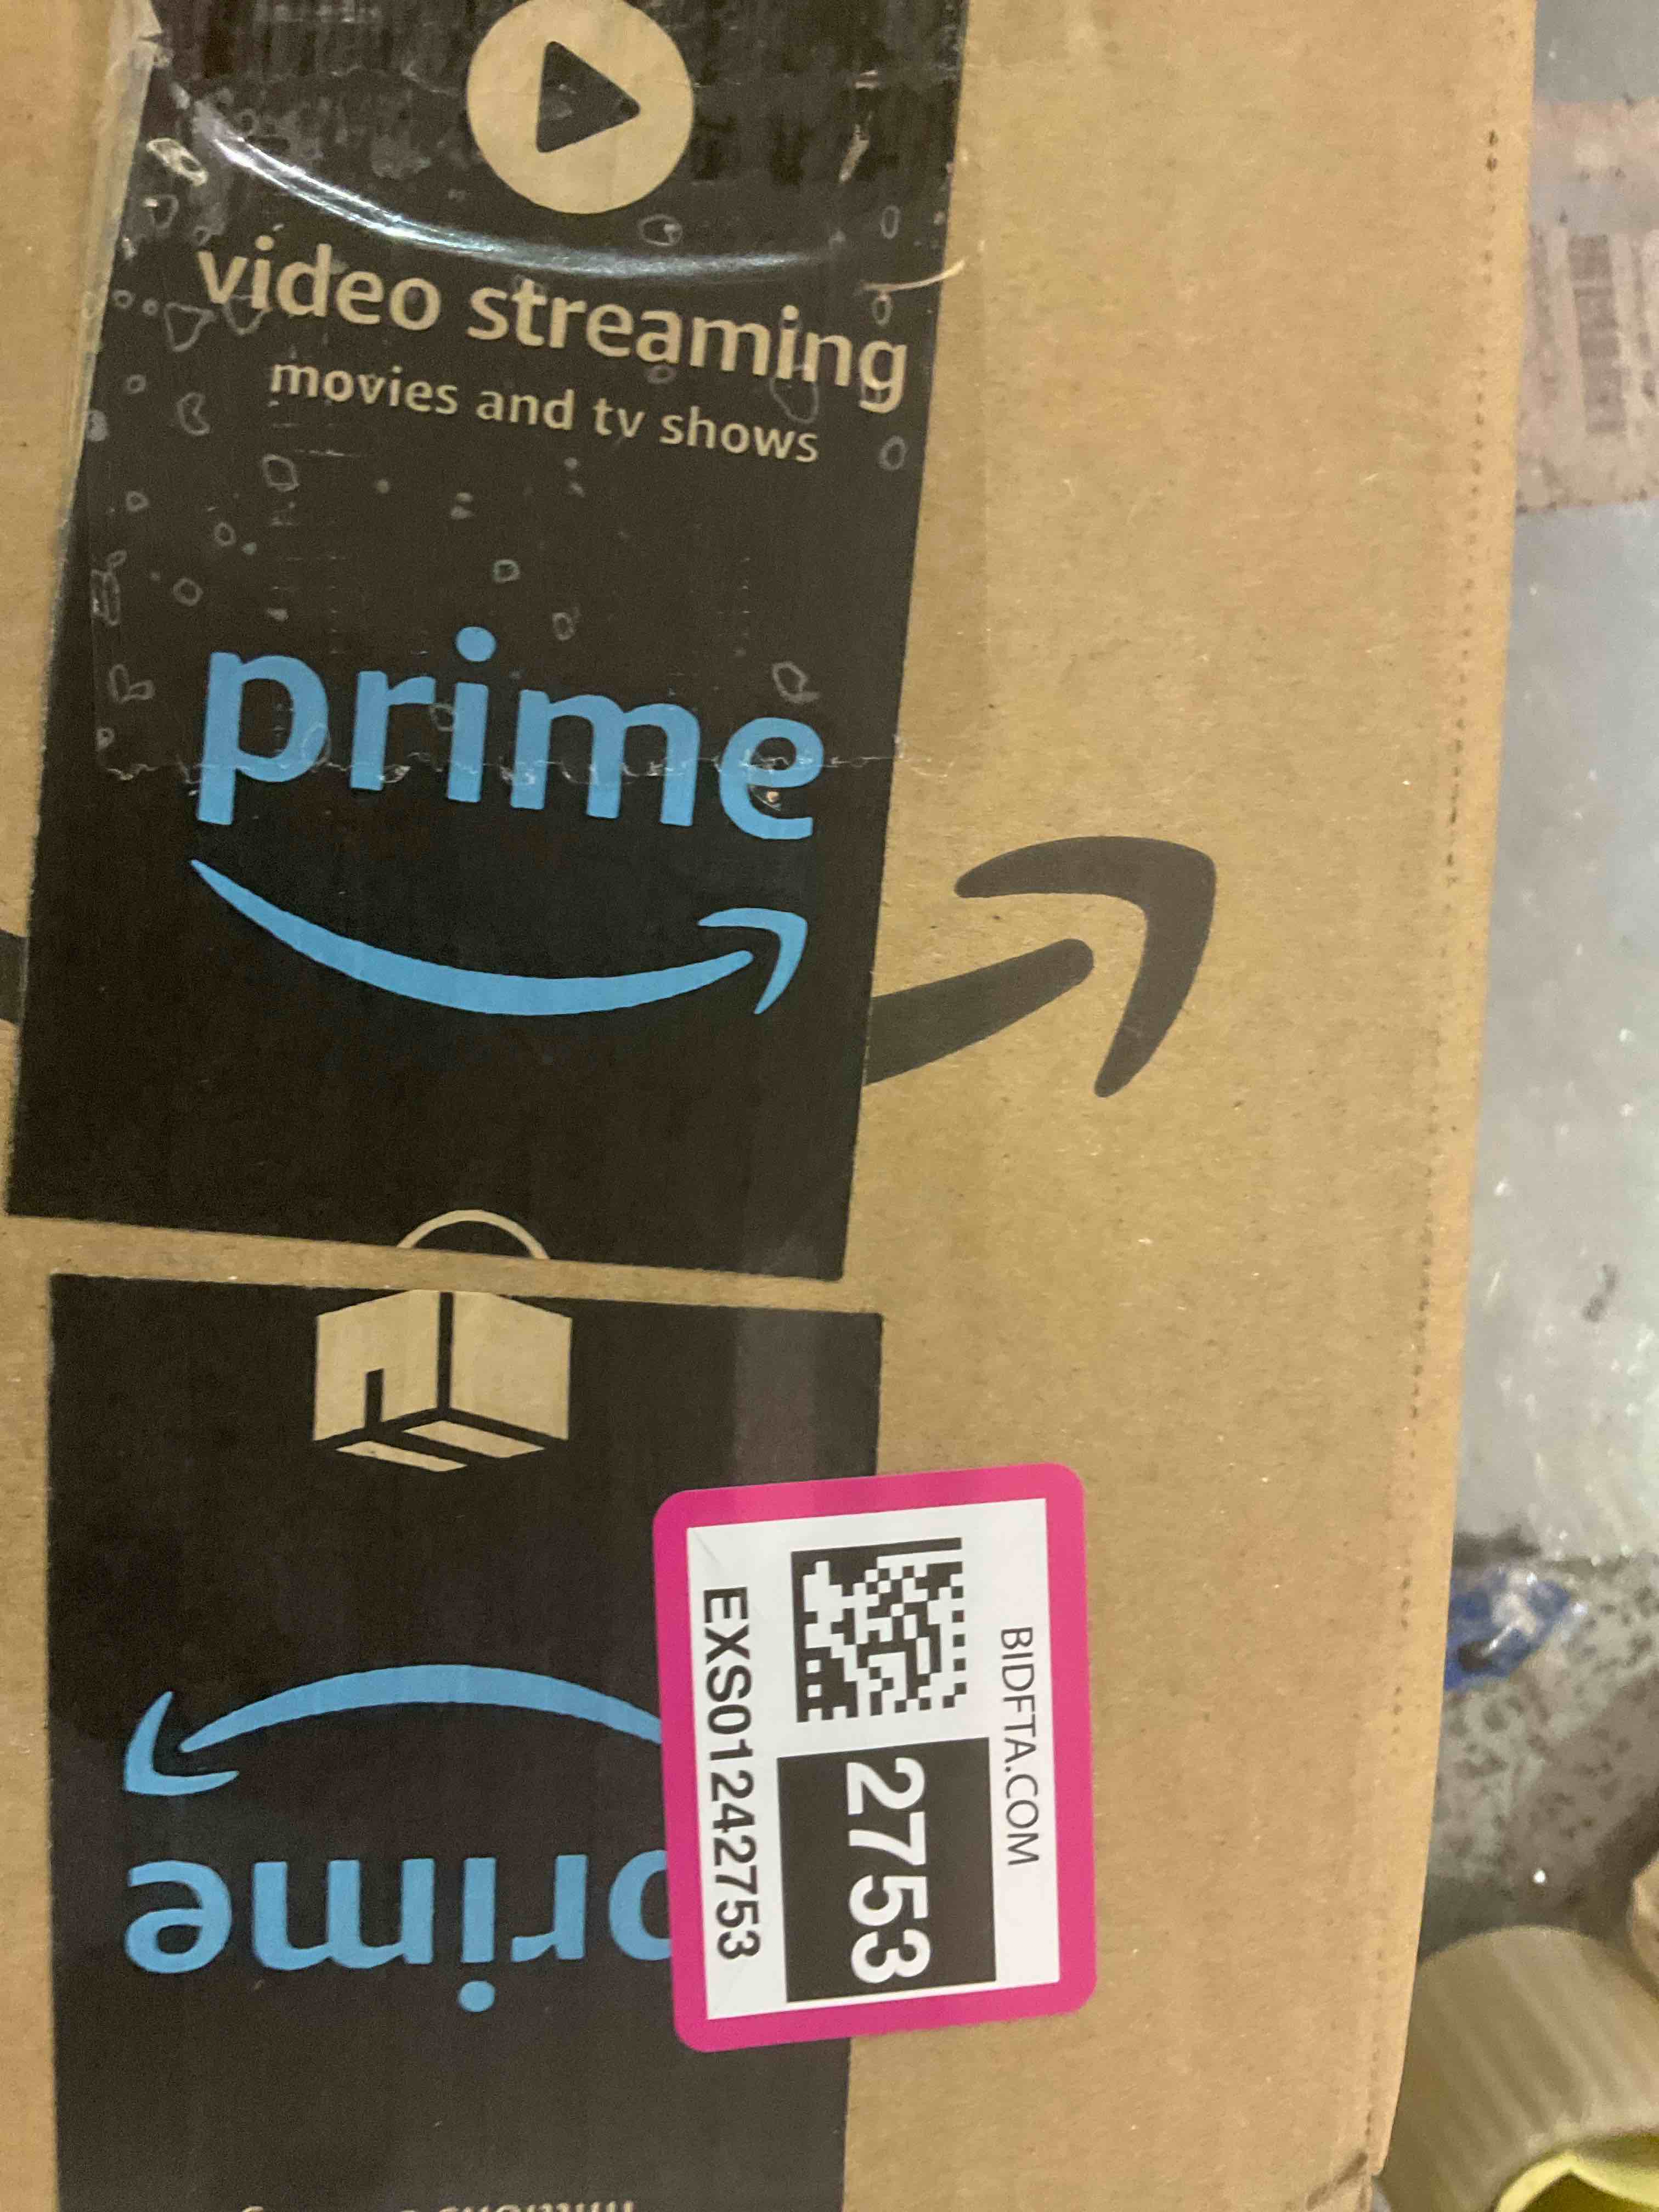 video streaming
movies and tv shows
prime
BIDFTA.COM
2753
EXS01242753
prime